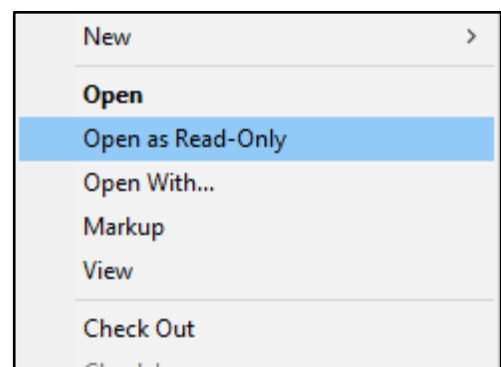 New
Open
Open as Read-Only
Open With...
Markup
View
Check Out